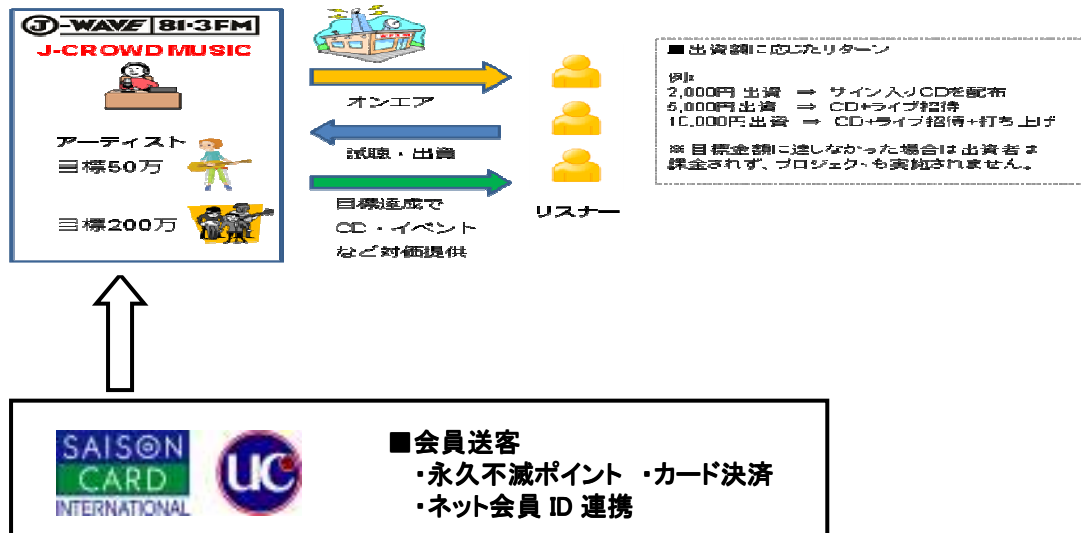 J-WAVE 81.3FM
J-CROWD MUSIC
アーティスト
目標50万
目標200万
オンエア
試聴・出資
目標達成で
CD・イベント
など対価提供
リスナー
■出資額に応じたリターン
例:
2,000円出資 ⇒ サイン入りCDを配布
5,000円出資 ⇒ CD+ライブ招待
10,000円出資 ⇒ CD+ライブ招待+打ち上げ
※目標金額に達しなかった場合は出資者は
課金されず、プロジェクトも実施されません。
SAISON
CARD
INTERNATIONAL
UC
■会員送客
・永久不滅ポイント ・カード決済
・ネット会員 ID 連携